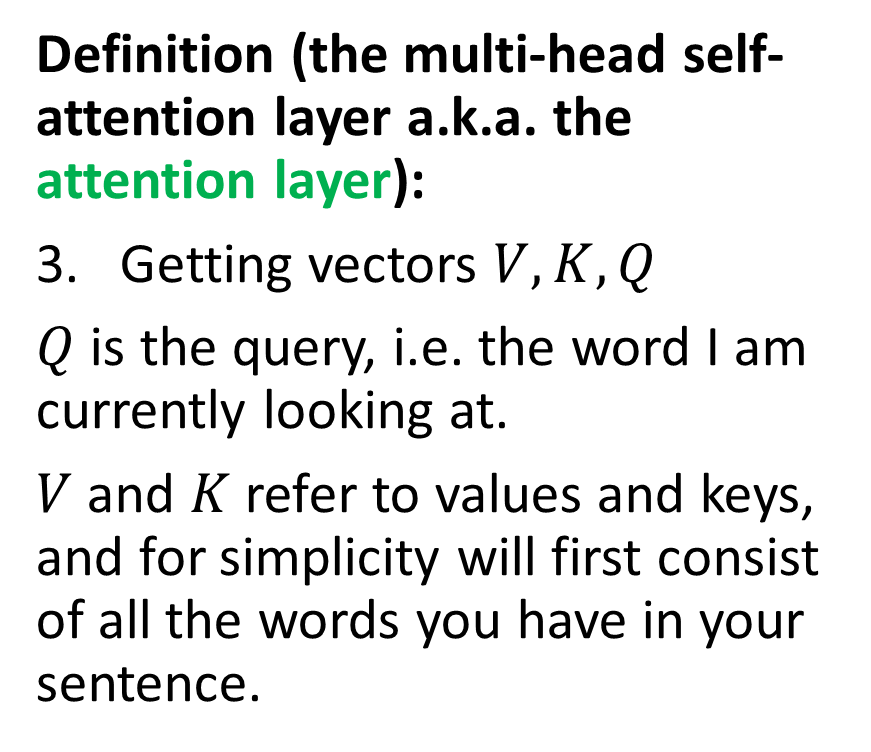 Definition (the multi-head self-
attention layer a.k.a. the
attention layer):
3. Getting vectors V, K, Q
Q is the query, i.e. the word I am
currently looking at.
V and K refer to values and keys,
and for simplicity will first consist
of all the words you have in your
sentence.